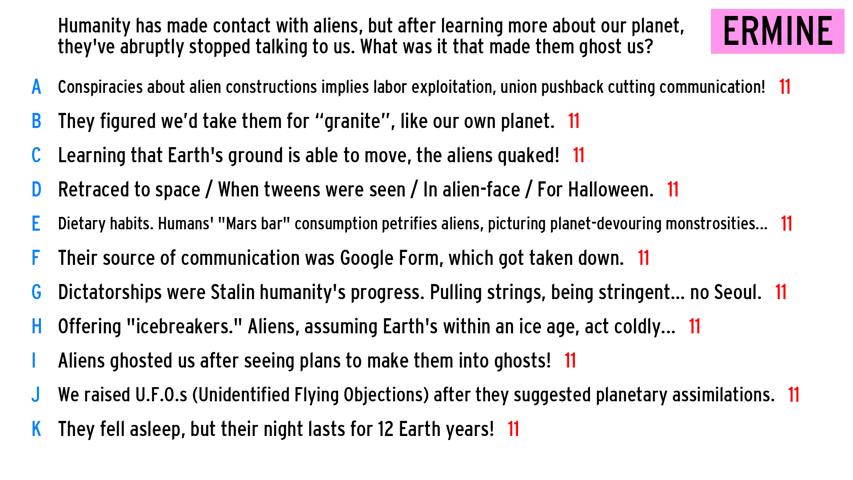 Humanity has made contact with aliens, but after learning more about our planet,
they've abruptly stopped talking to us. What was it that made them ghost us?
ERMINE
A Conspiracies about alien constructions implies labor exploitation, union pushback cutting communication! 11
B They figured we'd take them for “granite”, like our own planet. 11
C Learning that Earth's ground is able to move, the aliens quaked! 11
D Retraced to space / When tweens were seen / In alien-face / For Halloween. 11
E Dietary habits. Humans' "Mars bar" consumption petrifies aliens, picturing planet-devouring monstrosities... 11
F Their source of communication was Google Form, which got taken down. 11
G Dictatorships were Stalin humanity's progress. Pulling strings, being stringent... no Seoul. 11
H Offering "icebreakers." Aliens, assuming Earth's within an ice age, act coldly... 11
I Aliens ghosted us after seeing plans to make them into ghosts! 11
J We raised U.F.O.s (Unidentified Flying Objections) after they suggested planetary assimilations. 11
K They fell asleep, but their night lasts for 12 Earth years! 11